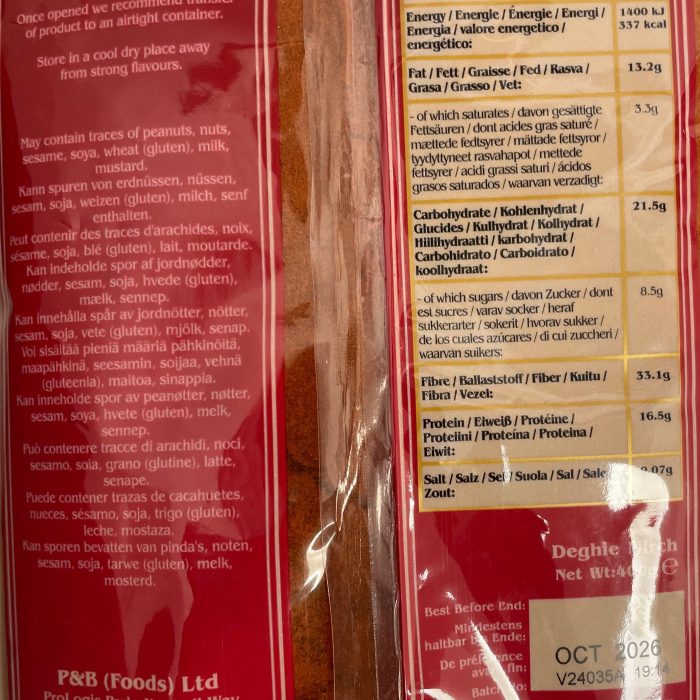 Once opened we recommend transfer
of product to an airtight container.
Store in a cool dry place away
from strong flavours.
May contain traces of peanuts, nuts,
sesame, soya, wheat (gluten), milk,
mustard.
Kann spuren von erdnüssen, nüssen,
sesam, soja, weizen (gluten), milch, senf
enthalten.
Peut contenir des traces d'arachides, noix,
sésame, soja, blé (gluten), lait, moutarde.
Kan indeholde spor af jordnødder,
nødder, sesam, soja, hvede (gluten),
mælk, sennep.
Kan innehålla spår av jordnötter, nötter,
sesam, soja, vete (gluten), mjölk, senap.
Voi sisältää pieniä määriä pähkinöitä,
maapähkinä, seesamin, soijaa, vehnä
(gluteenia), maitoa, sinappia.
Kan inneholde spor av peanøtter, nøtter,
sesam, soya, hvete (gluten), melk,
sennep.
Può contenere tracce di arachidi, noci,
sesamo, soia, grano (glutine), latte,
senape.
Puede contener trazas de cacahuetes,
nueces, sésamo, soja, trigo (gluten),
leche, mostaza.
Kan sporen bevatten van pinda's, noten,
sesam, soja, tarwe (gluten), melk,
mosterd.
P&B (Foods) Ltd
Energy / Energie / Énergie / Energi / 1400 kJ
Energia / valore energetico / 337 kcal
energético:
Fat / Fett / Graisse / Fed / Rasva / 13.2g
Grasa / Grasso / Vet:
- of which saturates / davon gesättigte 3.3g
Fettsäuren / dont acides gras saturé /
mættede fedtsyrer / mättade fettsyror /
tyydyttyneet rasvahapot / mettede
fettsyrer / acidi grassi saturi / ácidos
grasos saturados / waarvan verzadigt:
Carbohydrate / Kohlenhydrat / 21.5g
Glucides / Kulhydrat / Kolhydrat /
Hiilihydraatti / karbohydrat /
Carbohidrato / Carboidrato /
koolhydraat:
- of which sugars / davon Zucker / dont 8.5g
est sucres / varav socker / heraf
sukkerarter / sokerit / hvorav sukker /
de los cuales azúcares / di cui zuccheri /
waarvan suikers:
Fibre / Ballaststoff / Fiber / Kuitu / 33.1g
Fibra / Vezel:
Protein / Eiweiß / Protéine / 16.5g
Proteiini / Proteína / Proteina /
Eiwit:
Salt / Salz / Sel / Suola / Sal / Sale 0.07g
Zout:
Deghie Mirch
Net Wt: e
Best Before End:
Mindestens
haltbar bis Ende:
De préférence
avant fin:
Batch No
OCT 2026
V24035A 19:14